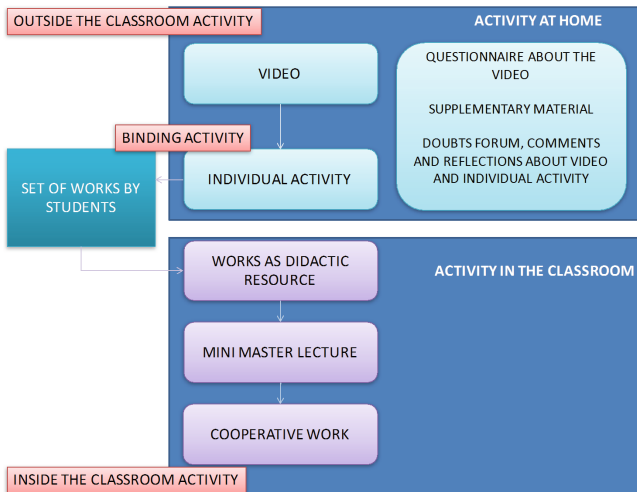 OUTSIDE THE CLASSROOM ACTIVITY
ACTIVITY AT HOME
VIDEO
QUESTIONNAIRE ABOUT THE
VIDEO
SUPPLEMENTARY MATERIAL
DOUBTS FORUM, COMMENTS
AND REFLECTIONS ABOUT VIDEO
AND INDIVIDUAL ACTIVITY
BINDING ACTIVITY
INDIVIDUAL ACTIVITY
SET OF WORKS BY
STUDENTS
WORKS AS DIDACTIC
RESOURCE
ACTIVITY IN THE CLASSROOM
MINI MASTER LECTURE
COOPERATIVE WORK
INSIDE THE CLASSROOM ACTIVITY